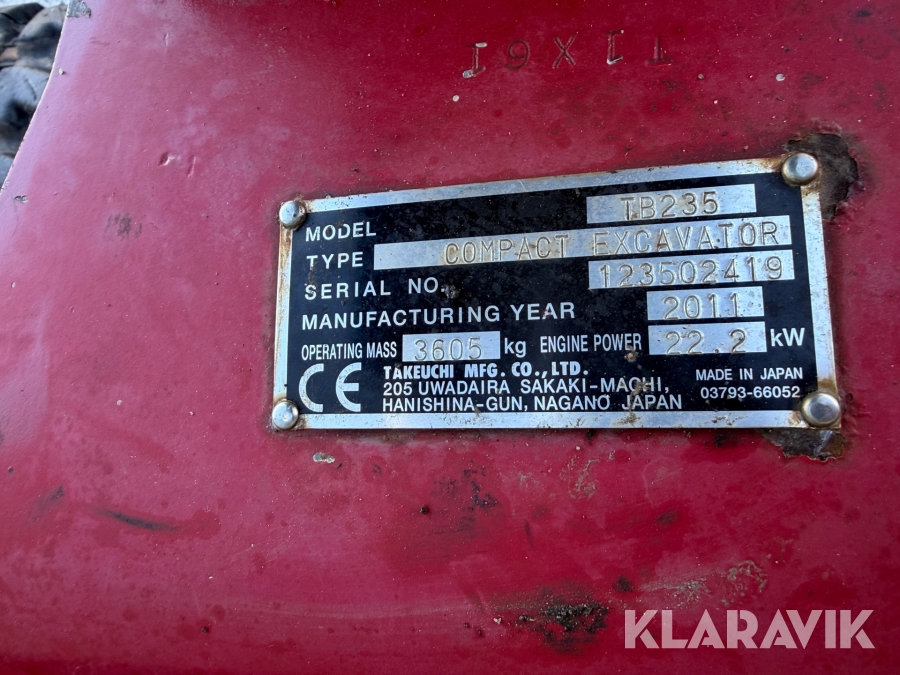 MODEL TB235
TYPE COMPACT EXCAVATOR
SERIAL NO. 123502419
MANUFACTURING YEAR 2011
OPERATING MASS 3605 kg ENGINE POWER 22.2 kW
CE TAKEUCHI MFG. CO., LTD.
205 UWADAIRA SAKAKI-MACHI,
HANISHINA-GUN, NAGANO JAPAN
MADE IN JAPAN
03793-66052
KLARAVIK